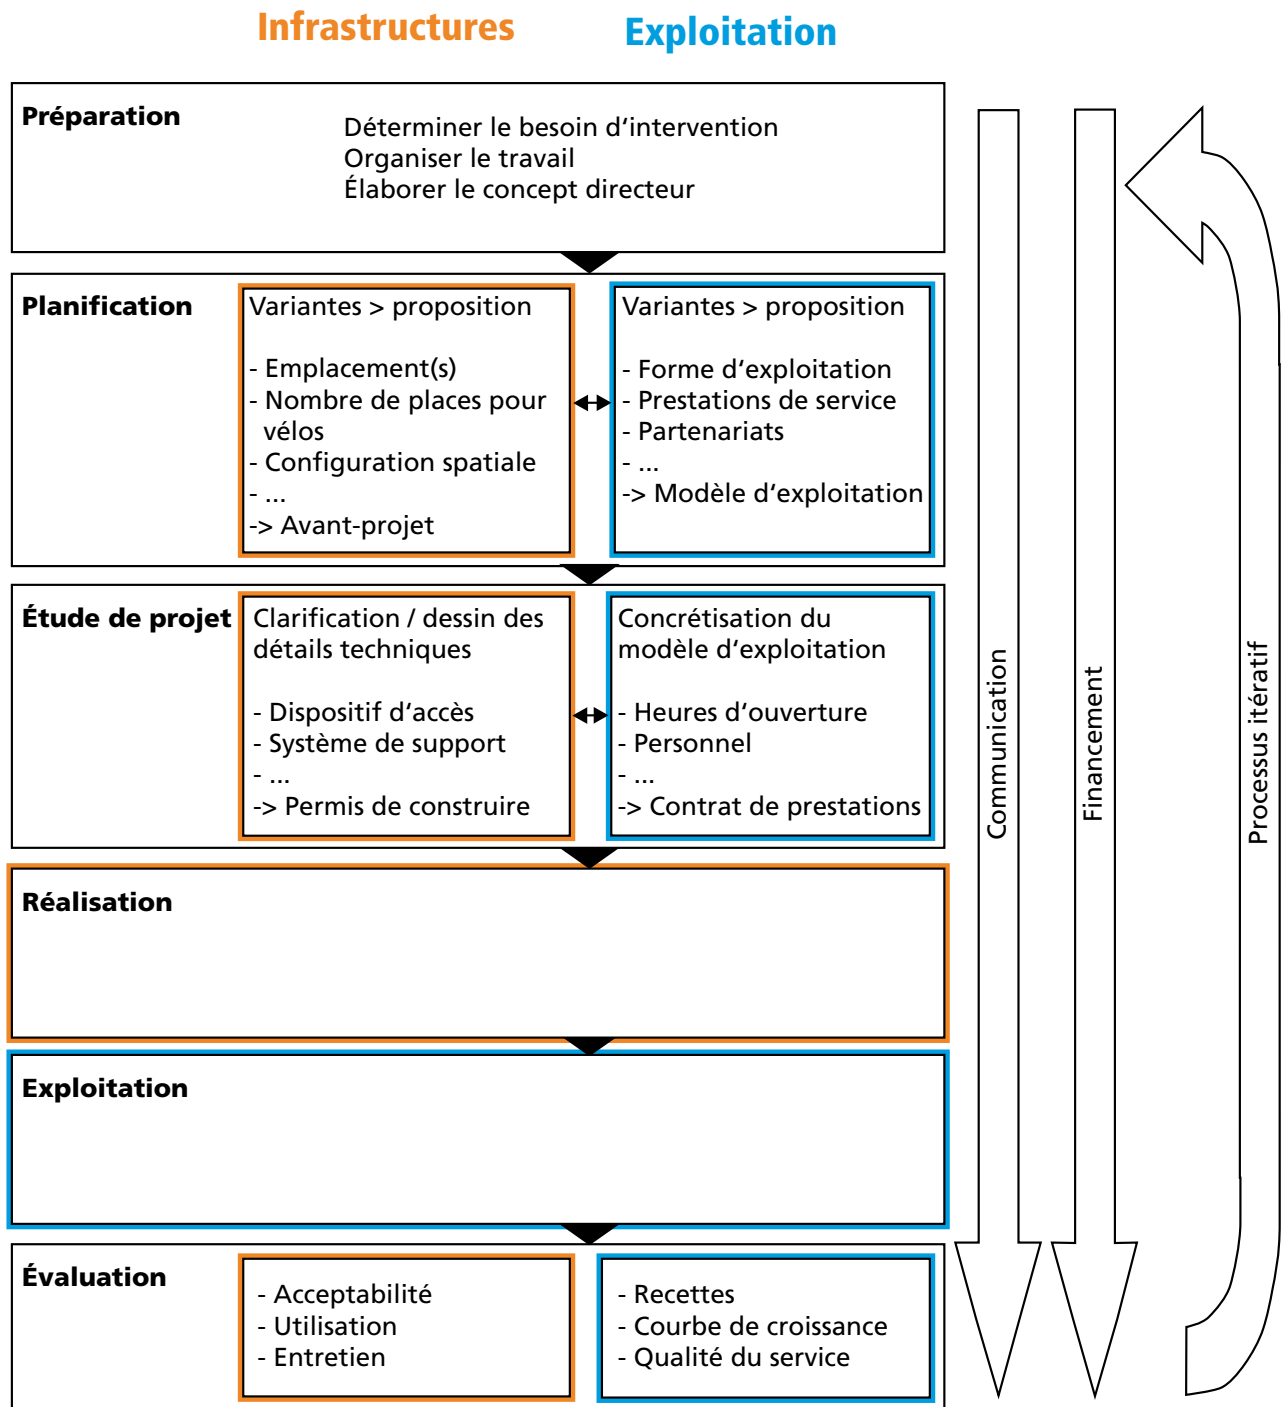 Infrastructures
Exploitation
Préparation
Déterminer le besoin d‘intervention
Organiser le travail
Élaborer le concept directeur
Planification
Variantes > proposition
- Emplacement(s)
- Nombre de places pour
vélos
- Configuration spatiale
- ...
-> Avant-projet
Variantes > proposition
- Forme d‘exploitation
- Prestations de service
- Partenariats
- ...
-> Modèle d‘exploitation
Étude de projet
Clarification / dessin des
détails techniques
- Dispositif d‘accès
- Système de support
- ...
-> Permis de construire
Concrétisation du
modèle d‘exploitation
- Heures d‘ouverture
- Personnel
- ...
-> Contrat de prestations
Réalisation
Exploitation
Évaluation
- Acceptabilité
- Utilisation
- Entretien
- Recettes
- Courbe de croissance
- Qualité du service
Communication
Financement
Processus itératif